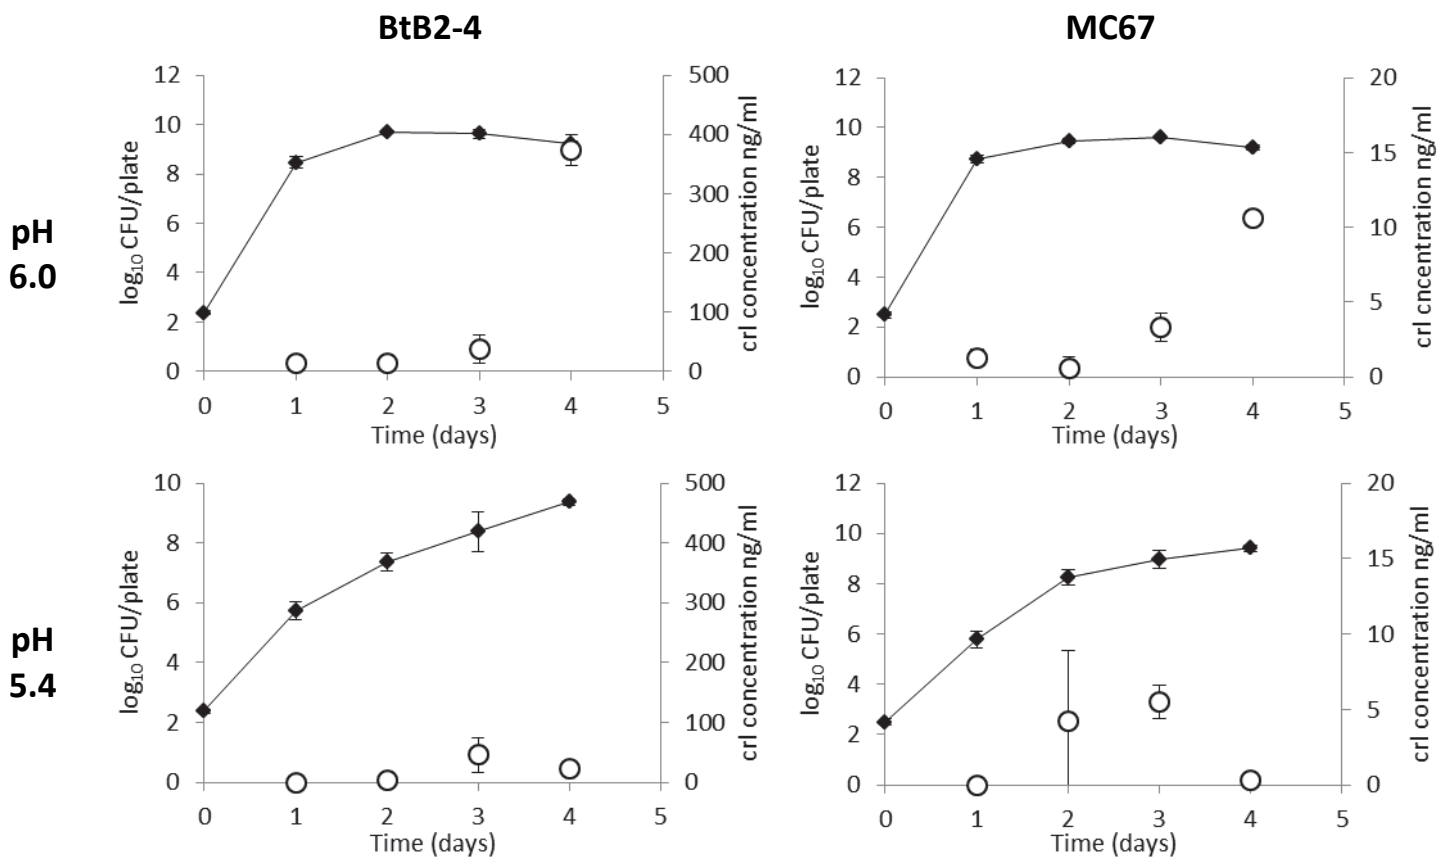 BtB2-4
MC67
pH
6.0
log10 CFU/plate
12
10
8
6
4
2
0
500
400
300
200
100
0
crl concentration ng/ml
0 1 2 3 4 5
Time (days)
log10 CFU/plate
12
10
8
6
4
2
0
20
15
10
5
0
crl cncentration ng/ml
0 1 2 3 4 5
Time (days)
pH
5.4
log10 CFU/plate
10
8
6
4
2
0
500
400
300
200
100
0
crl concentration ng/ml
0 1 2 3 4 5
Time (days)
log10 CFU/plate
12
10
8
6
4
2
0
20
15
10
5
0
crl concentration ng/ml
0 1 2 3 4 5
Time (days)